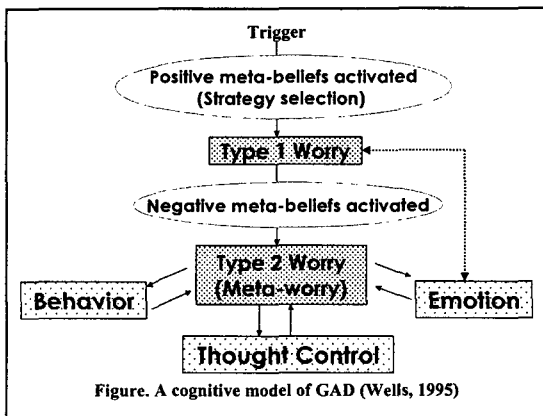 Trigger
Positive meta-beliefs activated
(Strategy selection)
Type 1 Worry
Negative meta-beliefs activated
Type 2 Worry
(Meta-worry)
Behavior
Emotion
Thought Control
Figure. A cognitive model of GAD (Wells, 1995)